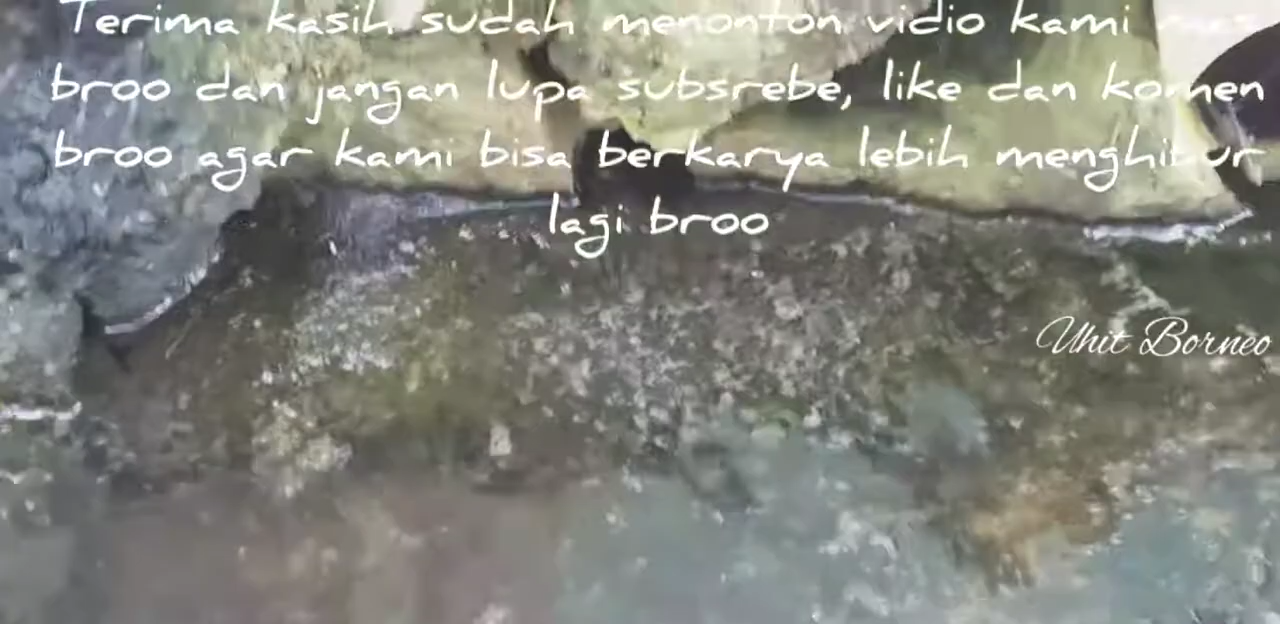 Terima kasih sudah menonton vidio kami
broo dan jangan lupa subsrebe, like dan komen
broo agar kami bisa berkarya lebih menghibur
lagi broo
Uhit Borneo